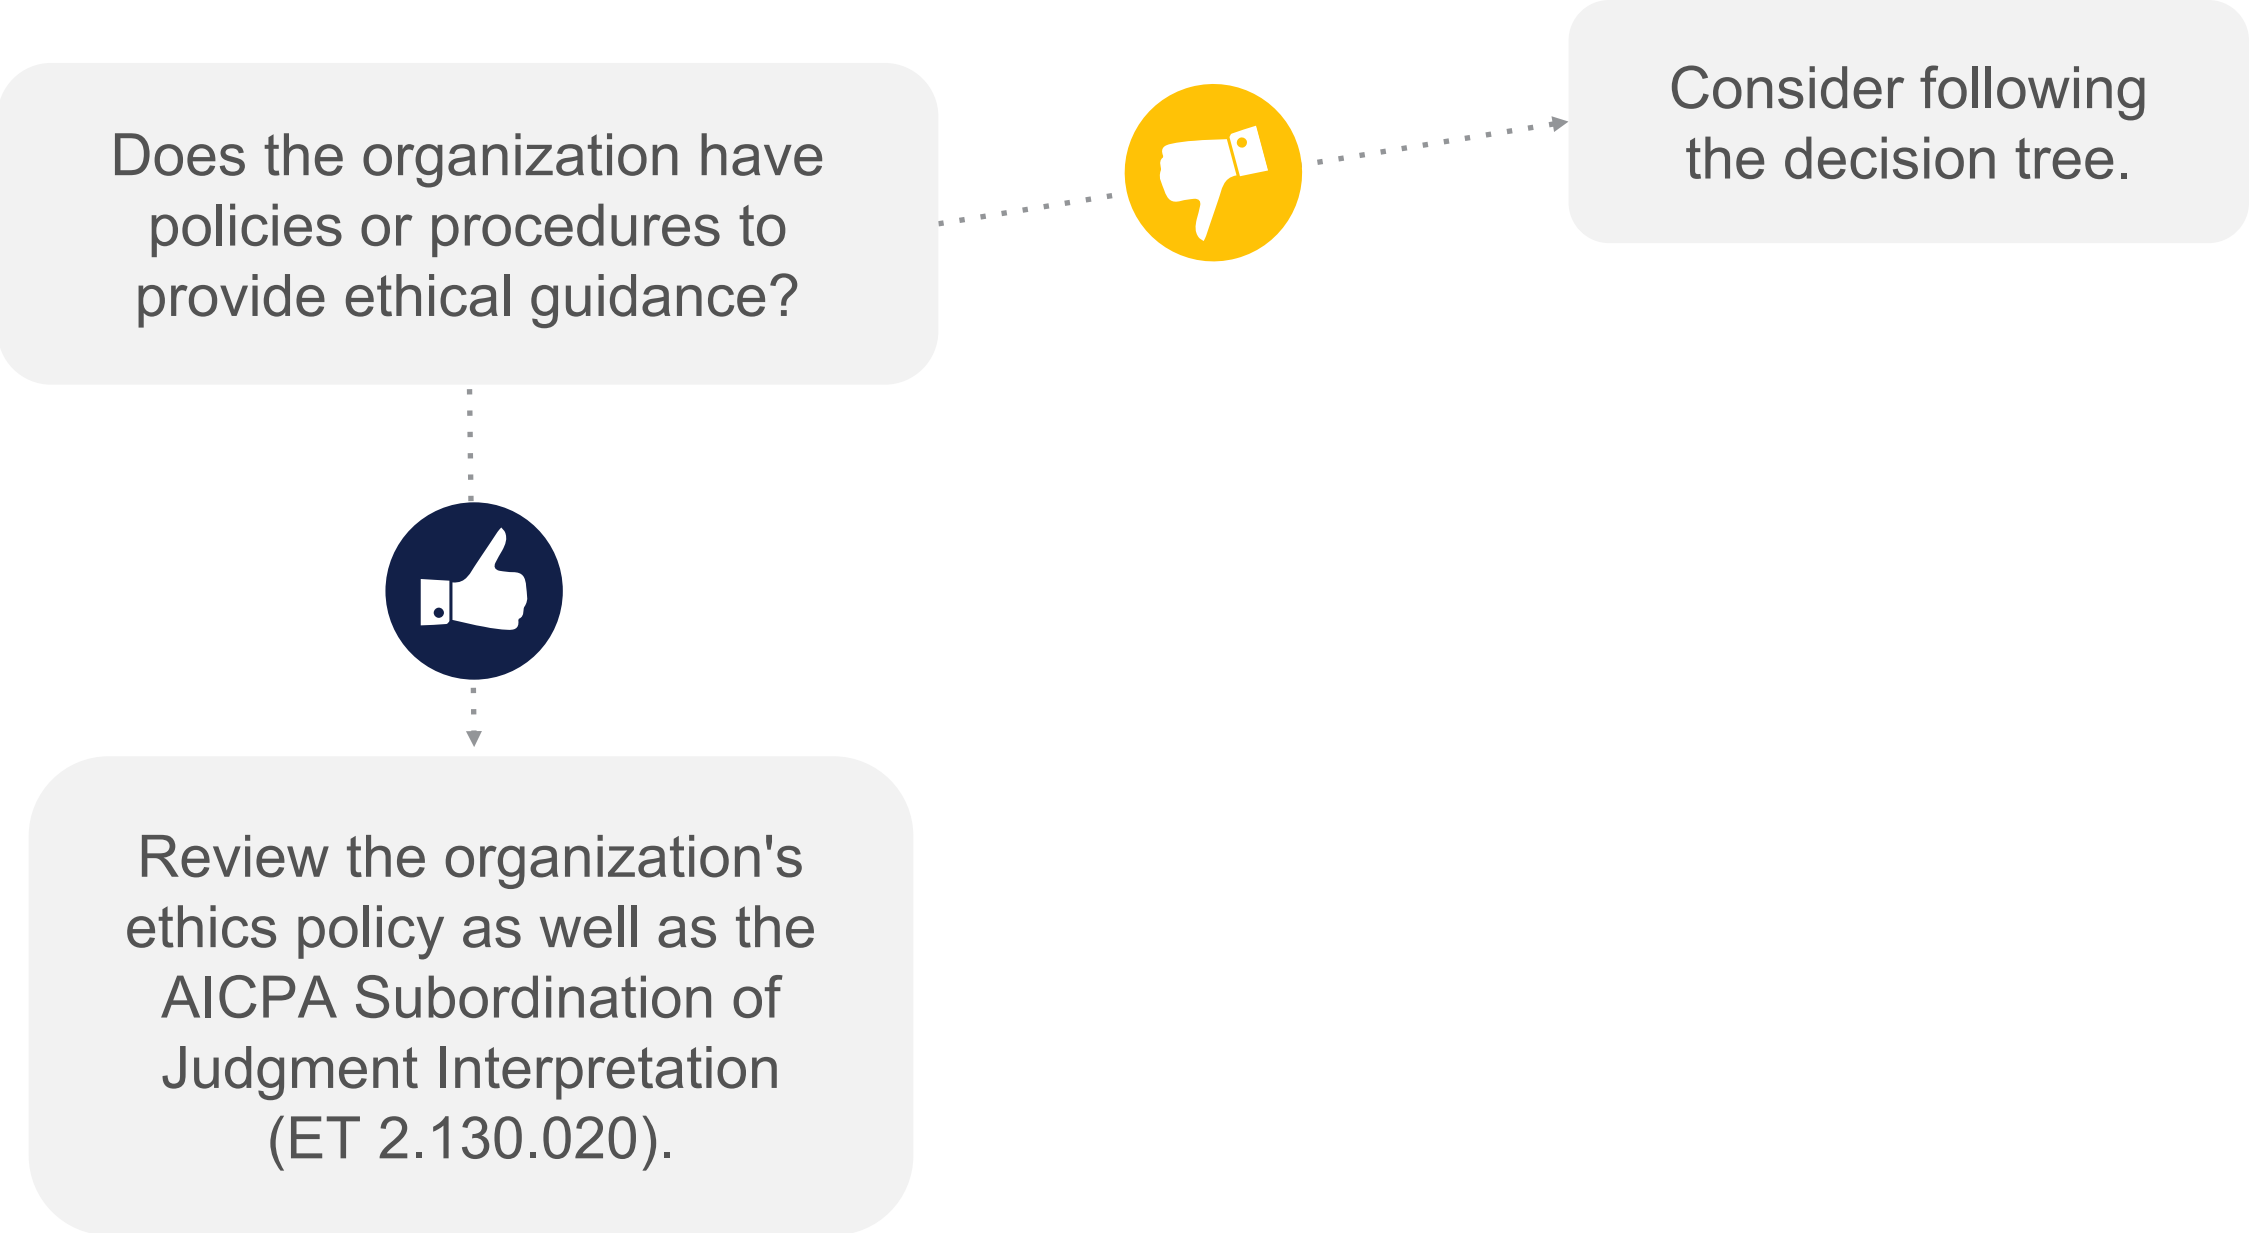 Does the organization have
policies or procedures to
provide ethical guidance?
Consider following
the decision tree.
Review the organization's
ethics policy as well as the
AICPA Subordination of
Judgment Interpretation
(ET 2.130.020).